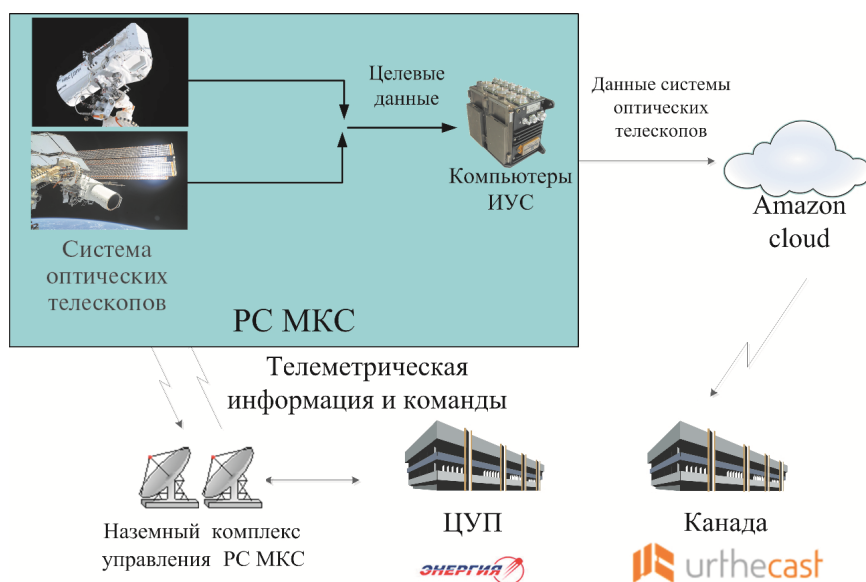 Целевые
данные
Данные системы
оптических
телескопов
Компьютеры
ИУС
Amazon
cloud
Система
оптических
телескопов
РС МКС
Телеметрическая
информация и команды
Наземный комплекс
управления РС МКС
ЦУП
Канада
ЭНЕРГИЯ
urthecast